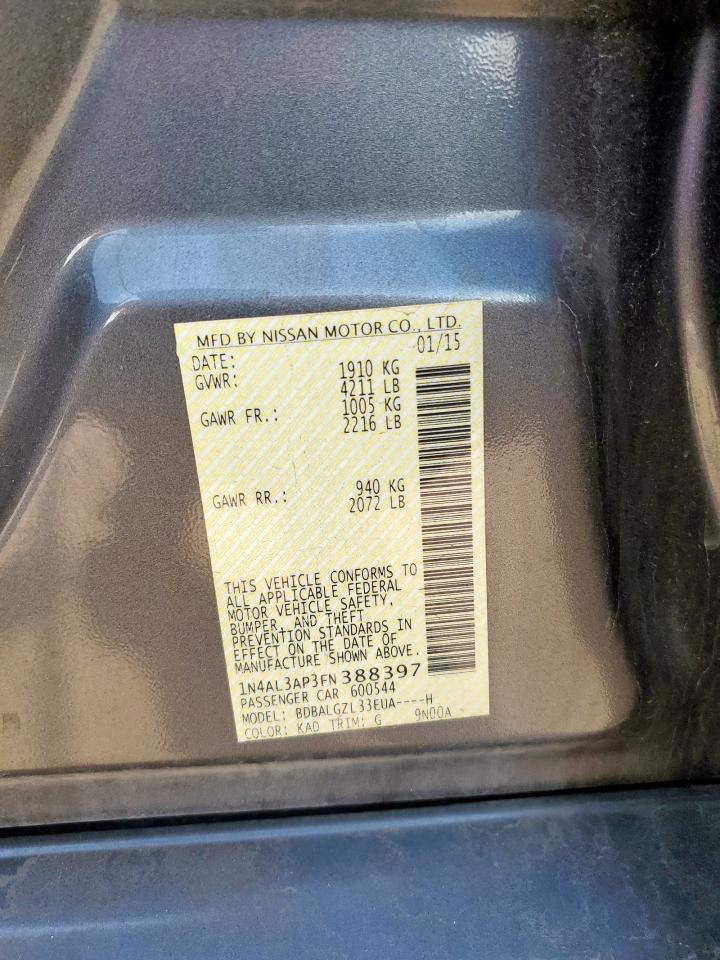 MFD BY NISSAN MOTOR CO., LTD.
DATE: 01/15
GVWR: 1910 KG
4211 LB
GAWR FR.: 1005 KG
2216 LB
GAWR RR.: 940 KG
2072 LB
THIS VEHICLE CONFORMS TO
ALL APPLICABLE FEDERAL
MOTOR VEHICLE SAFETY,
BUMPER, AND THEFT
PREVENTION STANDARDS IN
EFFECT ON THE DATE OF
MANUFACTURE SHOWN ABOVE.
1N4AL3AP3FN388397
PASSENGER CAR 600544
MODEL: BDBALGZL33EUA----H
COLOR: KAD TRIM: G 9N00A